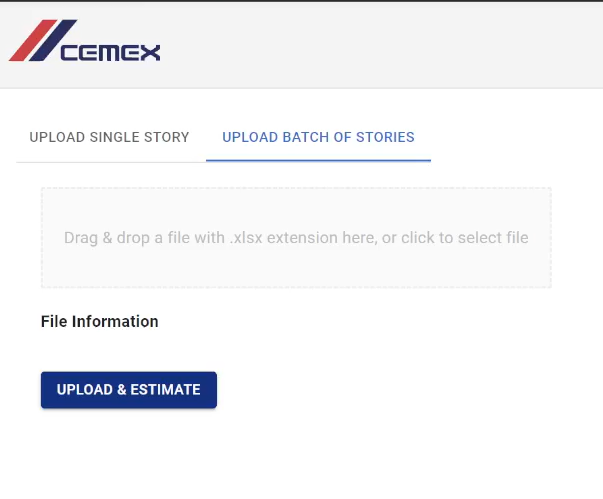 CEMEX
UPLOAD SINGLE STORY
UPLOAD BATCH OF STORIES
Drag & drop a file with .xlsx extension here, or click to select file
File Information
UPLOAD & ESTIMATE